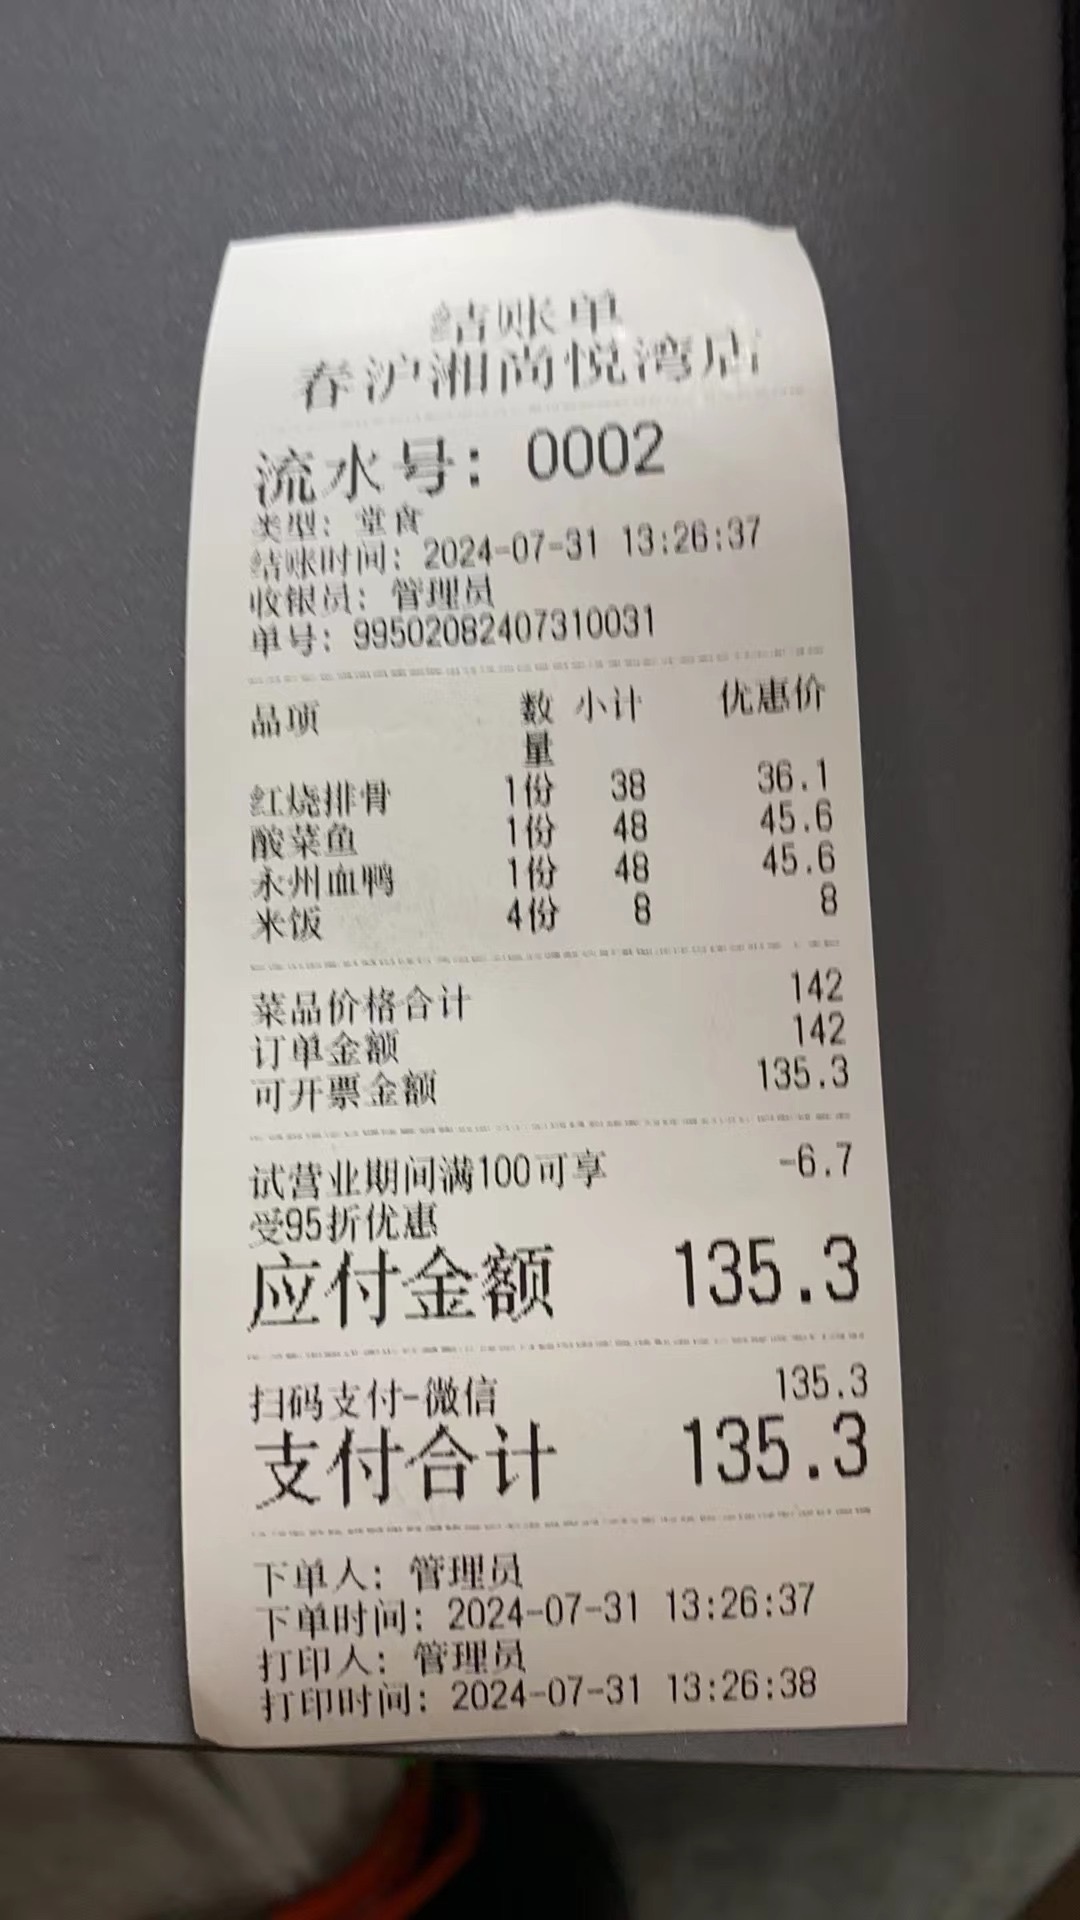 结账单
春沪湘尚悦湾店
流水号: 0002
类型: 堂食
结账时间: 2024-07-31 13:26:37
收银员: 管理员
单号: 99502082407310031
品项 数量 小计 优惠价
红烧排骨 1份 38 36.1
酸菜鱼 1份 48 45.6
永州血鸭 1份 48 45.6
米饭 4份 8 8
菜品价格合计 142
订单金额 142
可开票金额 135.3
试营业期间满100可享 -6.7
受95折优惠
应付金额 135.3
扫码支付-微信 135.3
支付合计 135.3
下单人: 管理员
下单时间: 2024-07-31 13:26:37
打印人: 管理员
打印时间: 2024-07-31 13:26:38